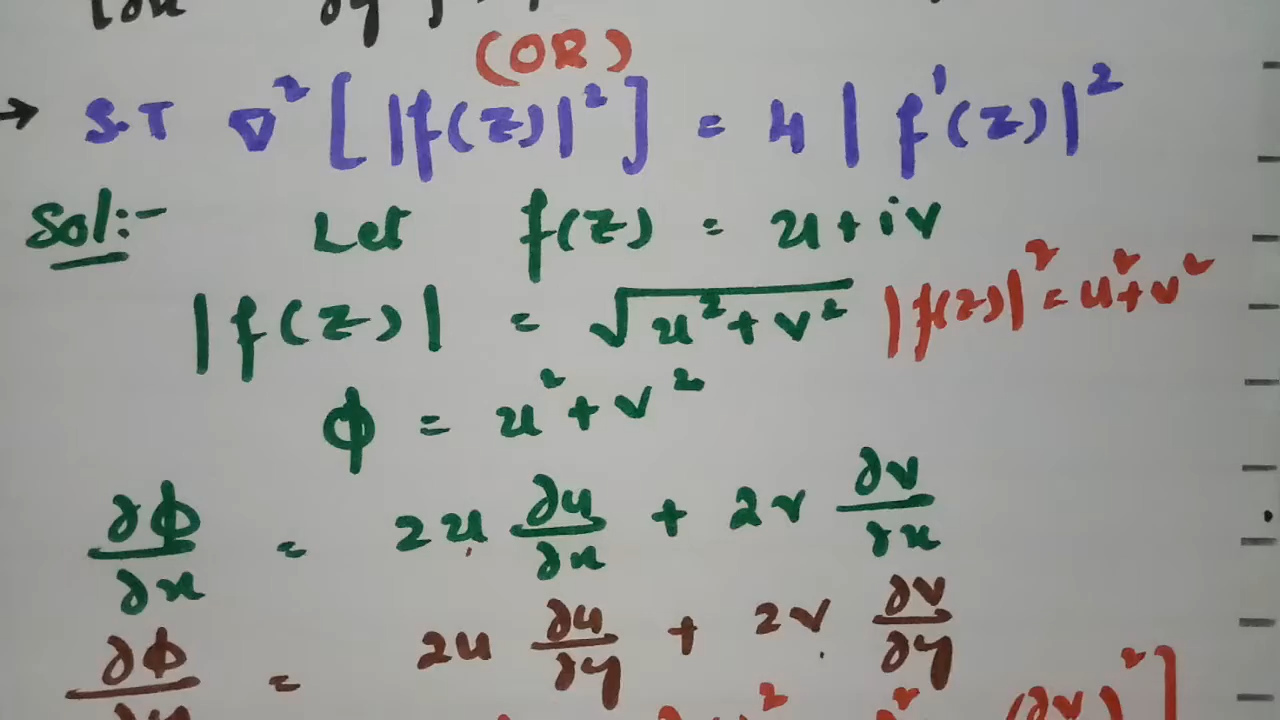 (OR)
→ S.T ∇² [ |f(z)|² ] = 4 | f'(z)|²
Sol:- Let f(z) = u + iv
|f(z)| = √(u² + v²) |f(z)|² = u² + v²
φ = u² + v²
∂φ/∂x = 2u ∂u/∂x + 2v ∂v/∂x
∂φ/∂y = 2u ∂u/∂y + 2v ∂v/∂y